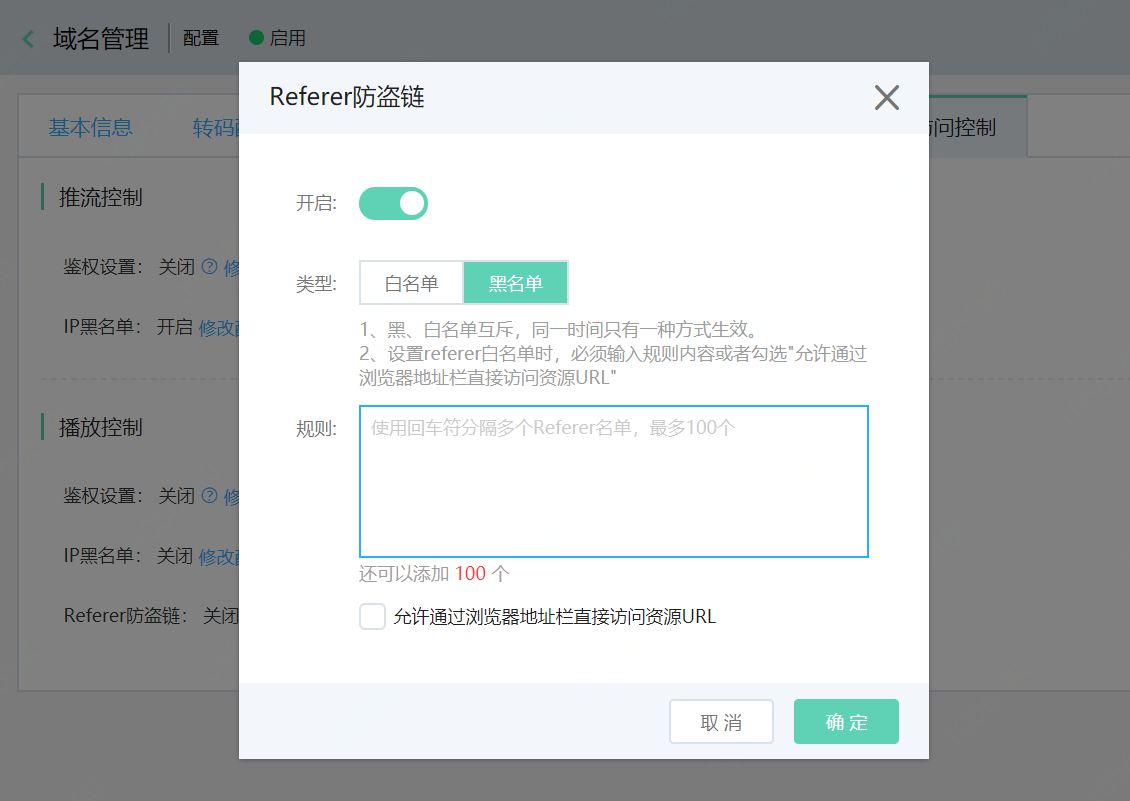 域名管理 配置 启用
Referer防盗链
基本信息 转码 问控制
推流控制
开启:
鉴权设置： 关闭 ? 修
类型: 白名单 黑名单
IP黑名单： 开启 修改
1、黑、白名单互斥，同一时间只有一种方式生效。
2、设置referer白名单时，必须输入规则内容或者勾选"允许通过
浏览器地址栏直接访问资源URL"
播放控制
规则: 使用回车符分隔多个Referer名单，最多100个
鉴权设置： 关闭 ? 修
IP黑名单： 关闭 修改
还可以添加 100 个
Referer防盗链： 关闭
允许通过浏览器地址栏直接访问资源URL
取 消 确 定